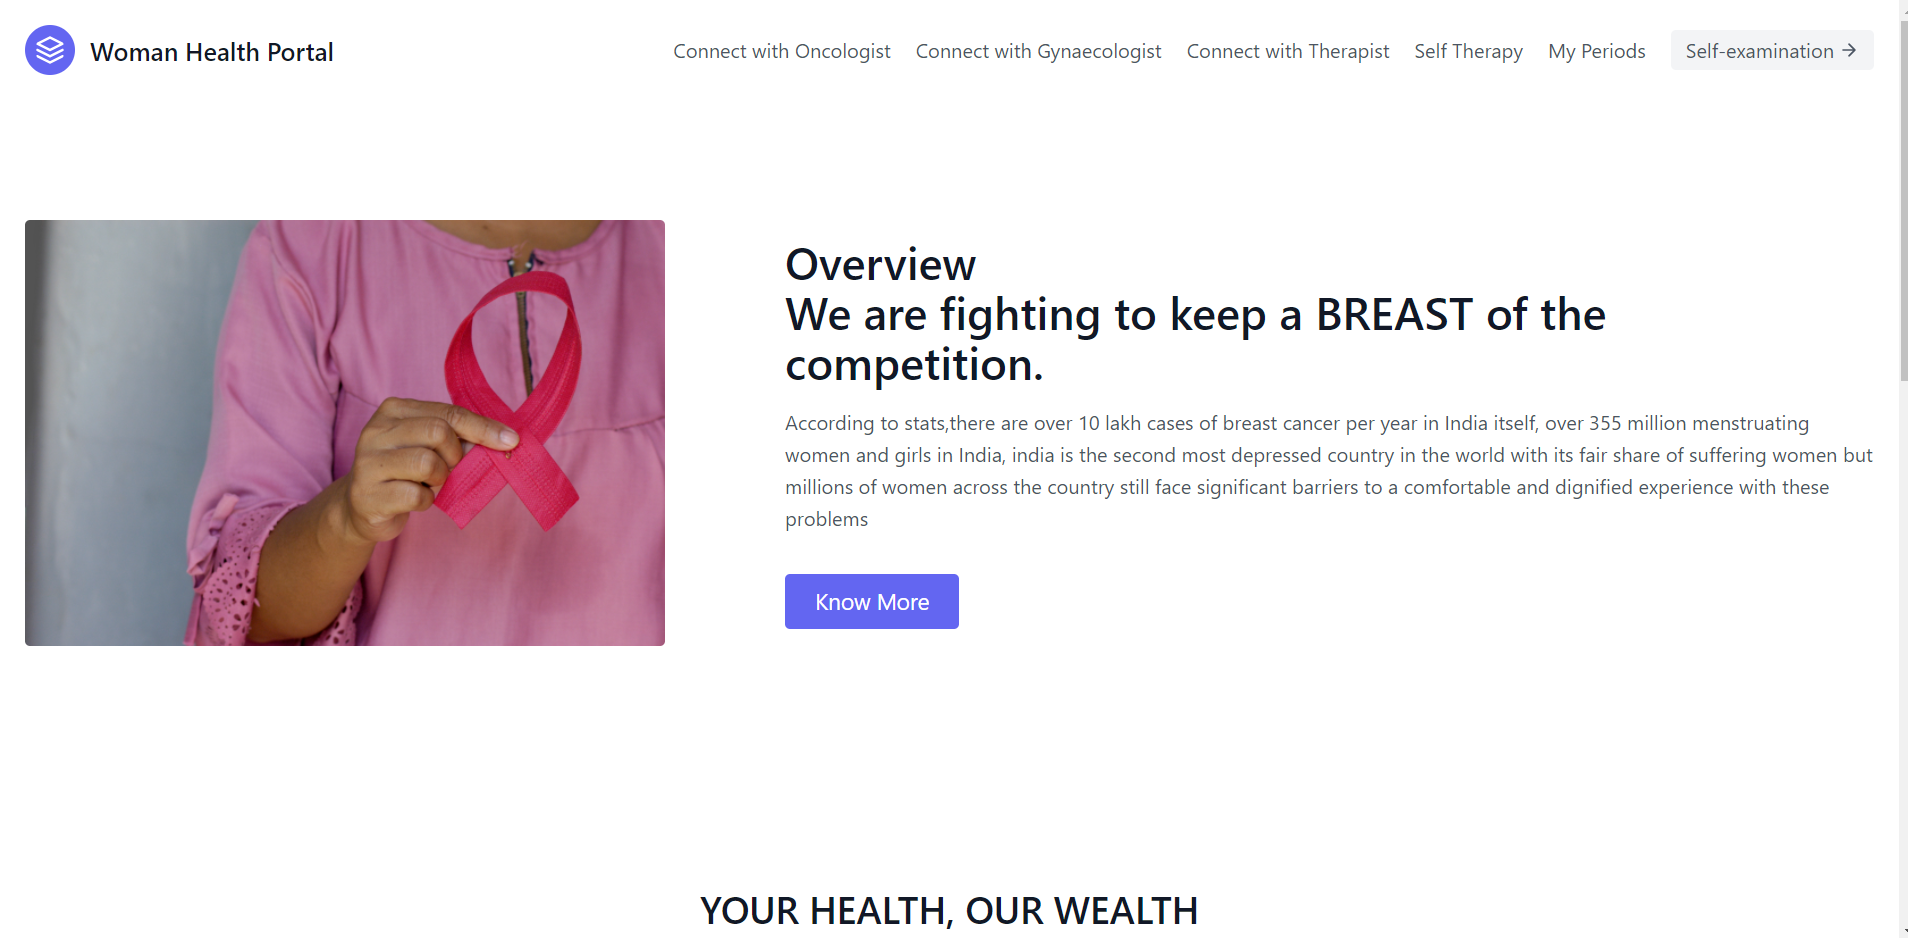 Woman Health Portal
Connect with Oncologist
Connect with Gynaecologist
Connect with Therapist
Self Therapy
My Periods
Self-examination →
Overview
We are fighting to keep a BREAST of the
competition.
According to stats,there are over 10 lakh cases of breast cancer per year in India itself, over 355 million menstruating
women and girls in India, india is the second most depressed country in the world with its fair share of suffering women but
millions of women across the country still face significant barriers to a comfortable and dignified experience with these
problems
Know More
YOUR HEALTH, OUR WEALTH